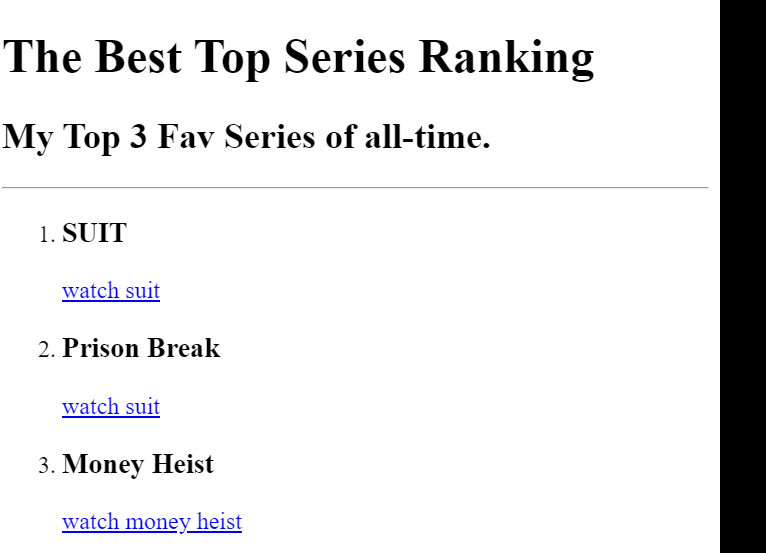 The Best Top Series Ranking
My Top 3 Fav Series of all-time.
1. SUIT
watch suit
2. Prison Break
watch suit
3. Money Heist
watch money heist